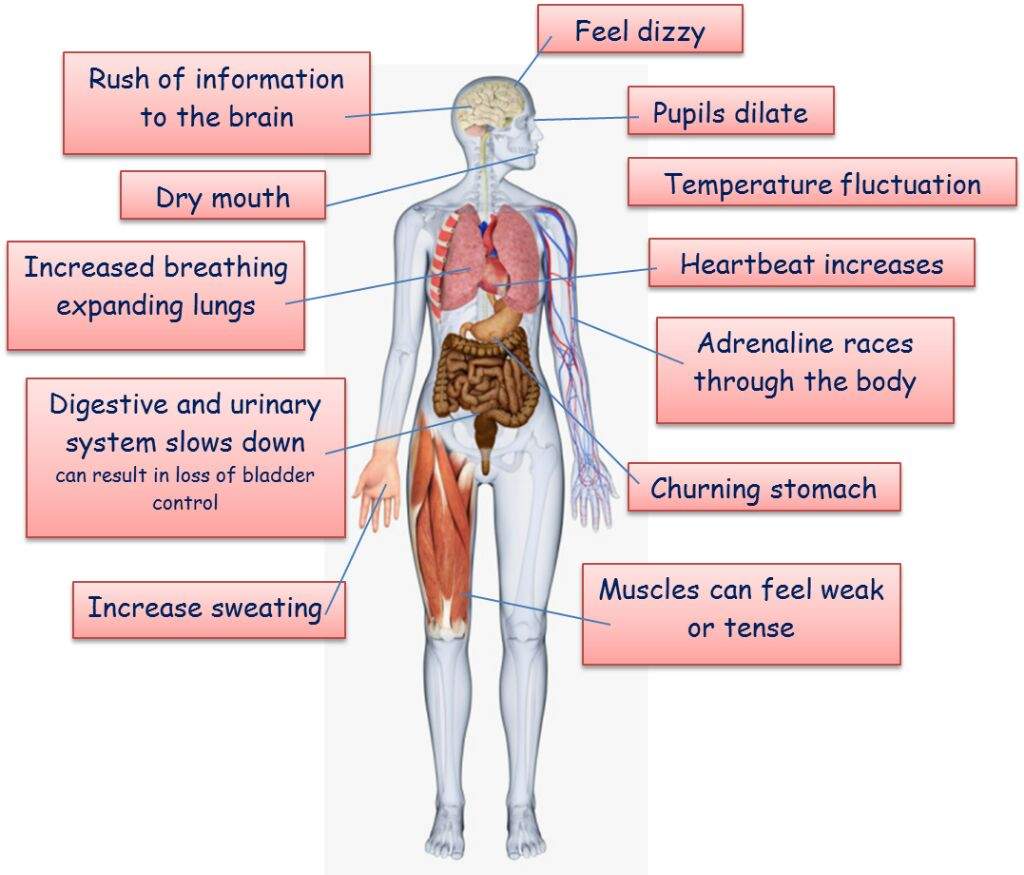 Feel dizzy
Rush of information
to the brain
Pupils dilate
Dry mouth
Temperature fluctuation
Increased breathing
expanding lungs
Heartbeat increases
Adrenaline races
through the body
Digestive and urinary
system slows down
can result in loss of bladder
control
Churning stomach
Increase sweating
Muscles can feel weak
or tense